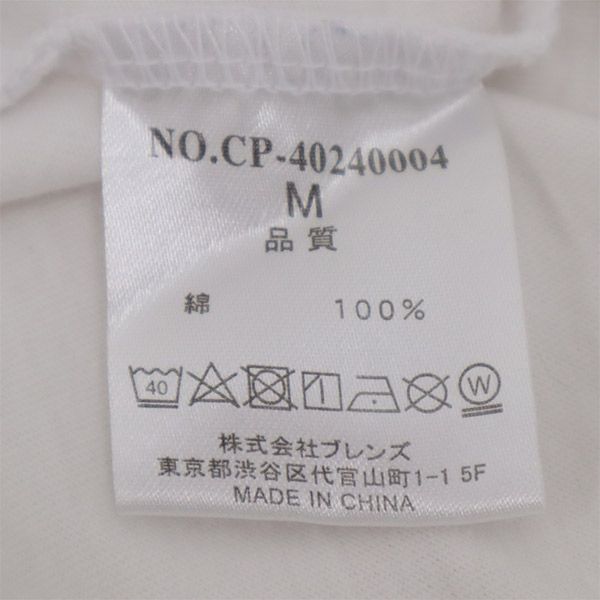 NO.CP-40240004
M
品質
綿 100%
40 W
株式会社ブレンズ
東京都渋谷区代官山町1-1 5F
MADE IN CHINA